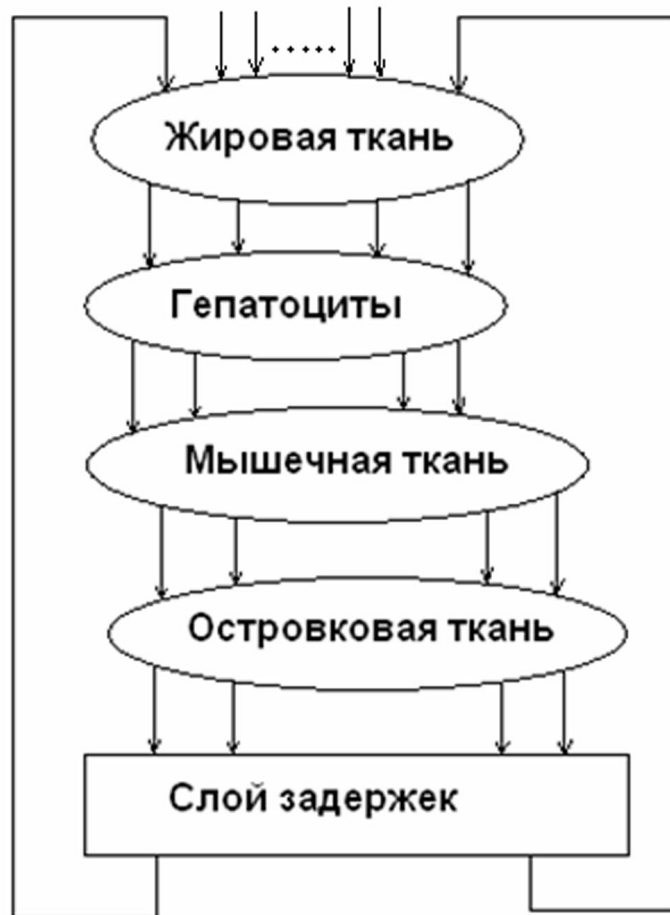 Жировая ткань
Гепатоциты
Мышечная ткань
Островковая ткань
Слой задержек